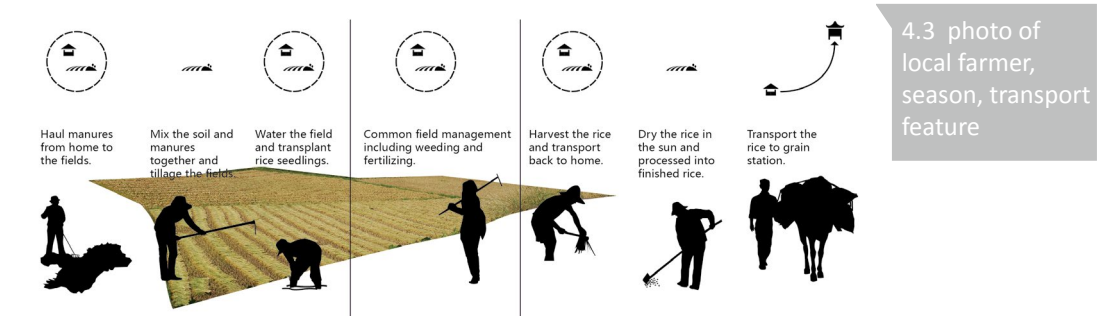 Haul manures
from home to
the fields.
Mix the soil and
manures
together and
tillage the fields.
Water the field
and transplant
rice seedlings.
Common field management
including weeding and
fertilizing.
Harvest the rice
and transport
back to home.
Dry the rice in
the sun and
processed into
finished rice.
Transport the
rice to grain
station.
4.3 photo of
local farmer,
season, transport
feature